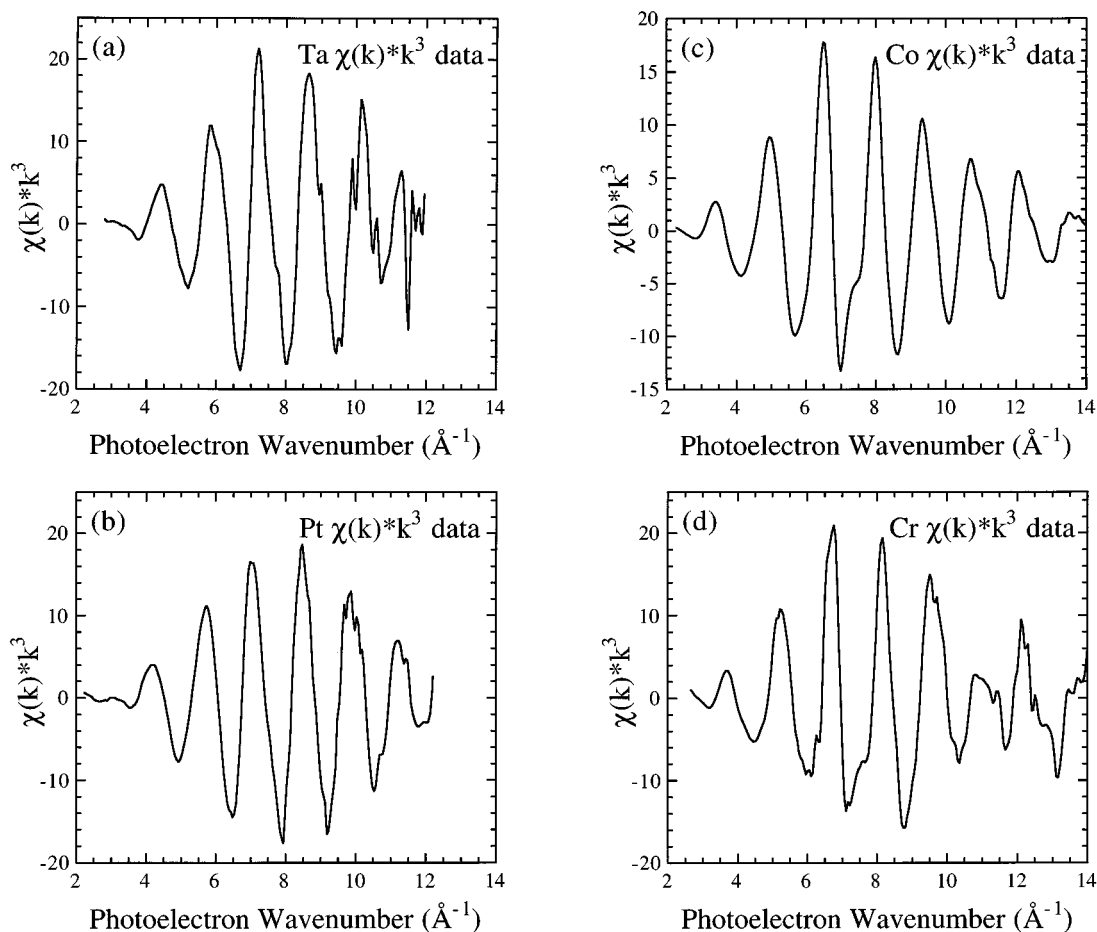 (a)
Ta χ(k)*k³ data
χ(k)*k³
20
10
0
-10
-20
2 4 6 8 10 12 14
Photoelectron Wavenumber (Å⁻¹)
(c)
Co χ(k)*k³ data
χ(k)*k³
20
15
10
5
0
-5
-10
-15
2 4 6 8 10 12 14
Photoelectron Wavenumber (Å⁻¹)
(b)
Pt χ(k)*k³ data
χ(k)*k³
20
10
0
-10
-20
2 4 6 8 10 12 14
Photoelectron Wavenumber (Å⁻¹)
(d)
Cr χ(k)*k³ data
χ(k)*k³
20
10
0
-10
-20
2 4 6 8 10 12 14
Photoelectron Wavenumber (Å⁻¹)